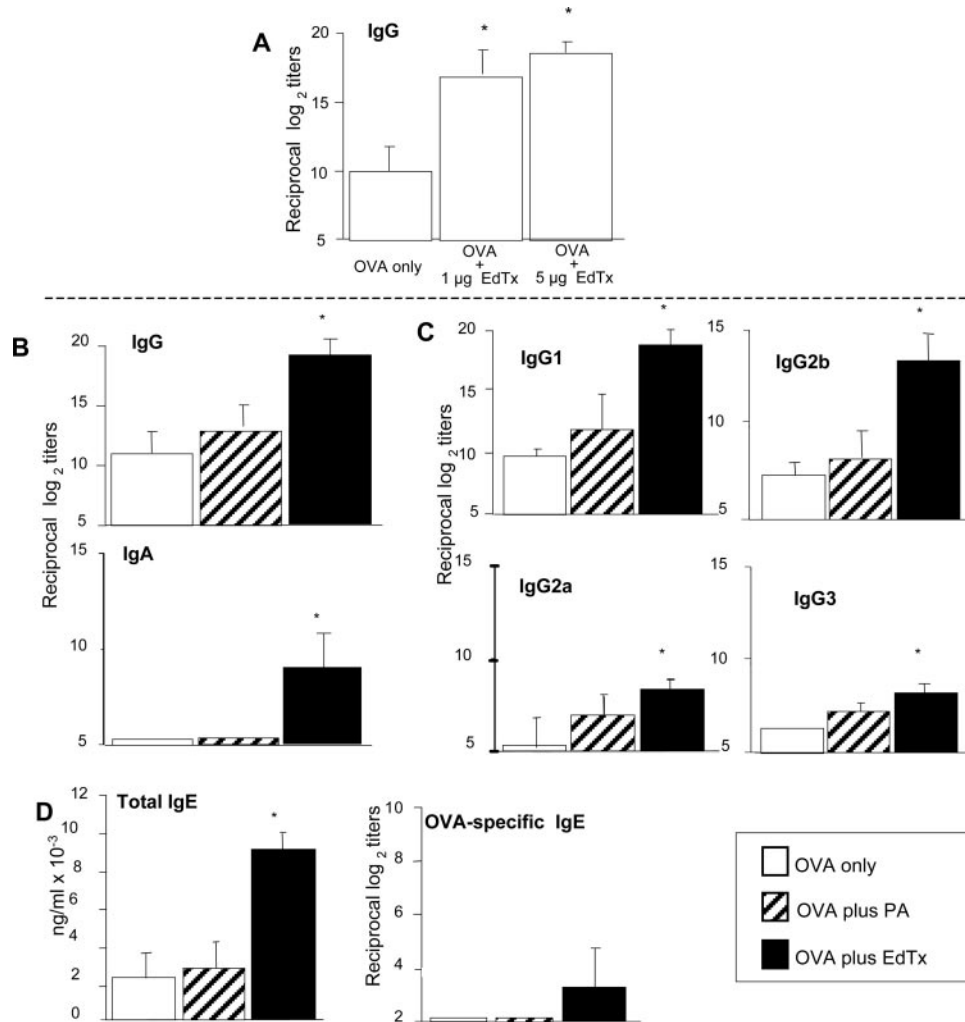 A
IgG
*
*
Reciprocal log 2 titers
20
15
10
5
OVA only
OVA
+
1 µg EdTx
OVA
+
5 µg EdTx
B
IgG
*
20
15
10
5
IgA
*
15
10
5
Reciprocal log 2 titers
C
IgG1
*
20
15
10
5
IgG2b
*
15
10
5
Reciprocal log 2 titers
IgG2a
*
15
10
5
IgG3
*
15
10
5
D
Total IgE
*
12
10
8
6
4
2
0
ng/ml x 10-3
OVA-specific IgE
10
8
6
4
2
Reciprocal log 2 titers
OVA only
OVA plus PA
OVA plus EdTx